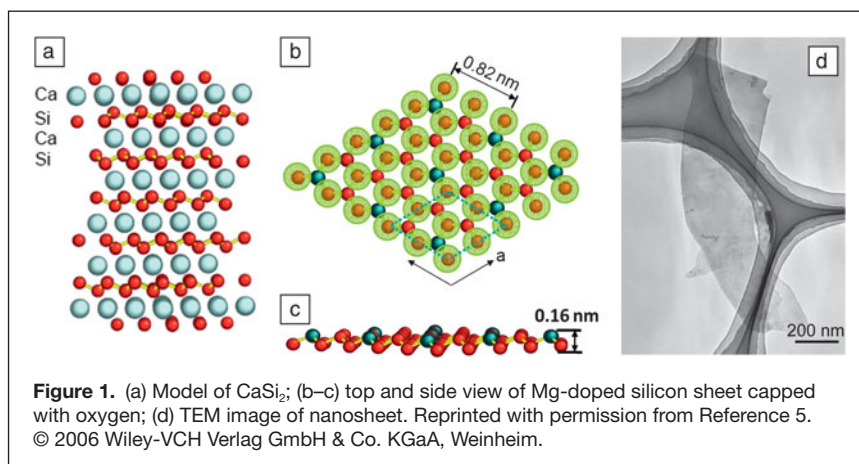 a
Ca
Si
Ca
Si
b
0.82 nm
a
c
0.16 nm
d
200 nm
Figure 1. (a) Model of CaSi₂; (b–c) top and side view of Mg-doped silicon sheet capped
with oxygen; (d) TEM image of nanosheet. Reprinted with permission from Reference 5.
© 2006 Wiley-VCH Verlag GmbH & Co. KGaA, Weinheim.